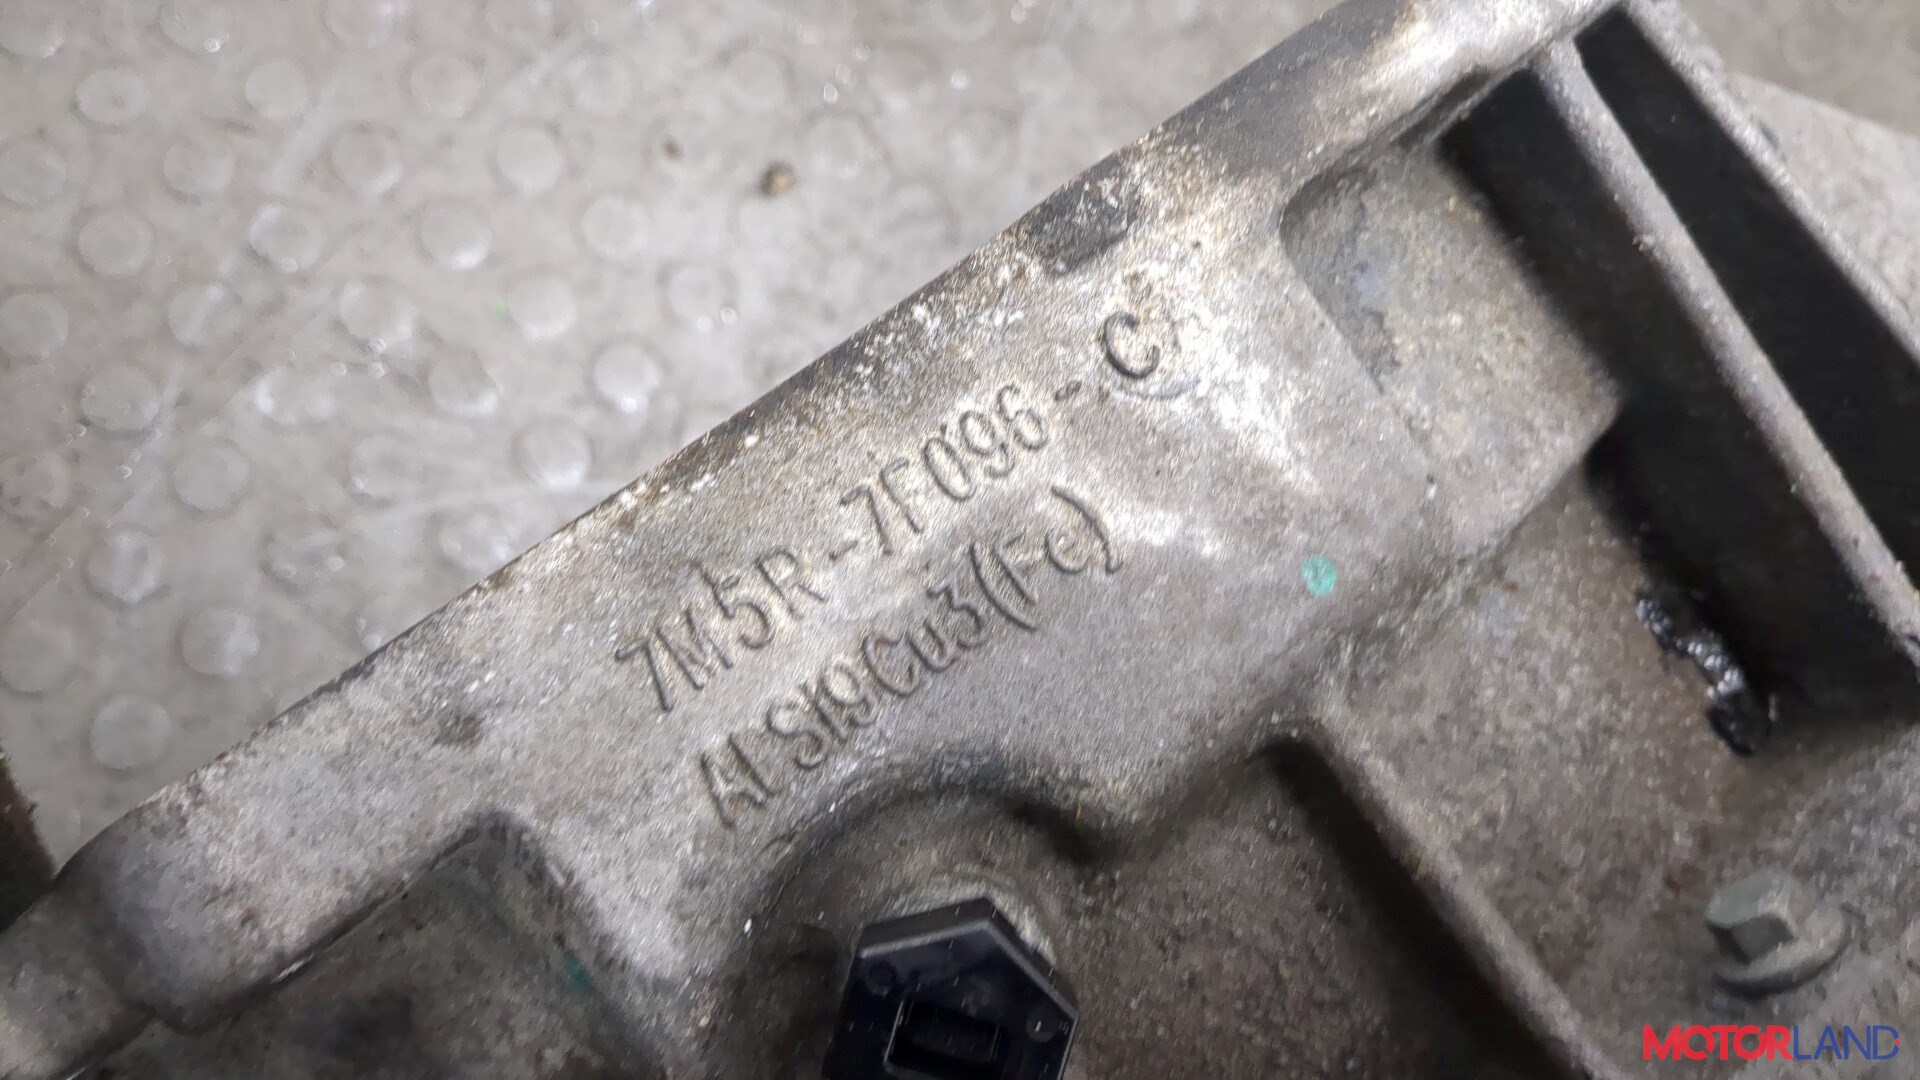 7M5R-7F096-C
AlSi9Cu3(Fe)
MOTORLAND